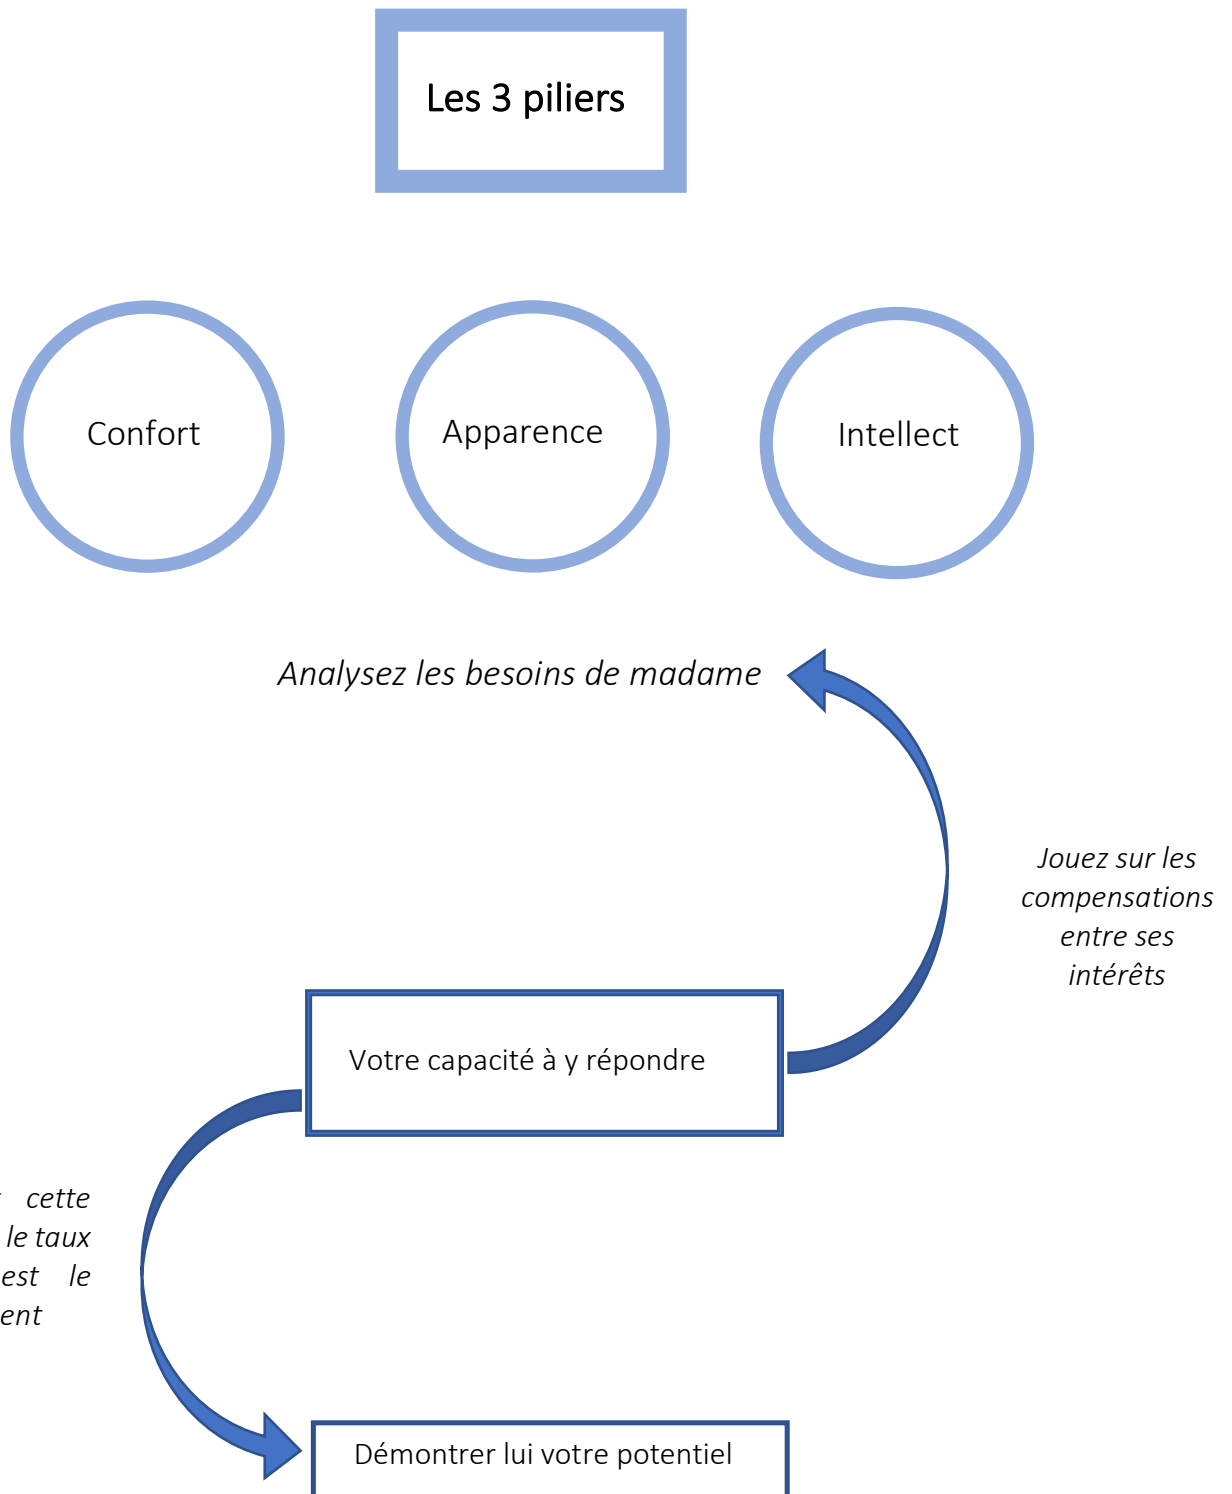 Les 3 piliers
Confort
Apparence
Intellect
Analysez les besoins de madame
Jouez sur les
compensations
entre ses
intérêts
Votre capacité à y répondre
cette
le taux
est le
Démontrer lui votre potentiel